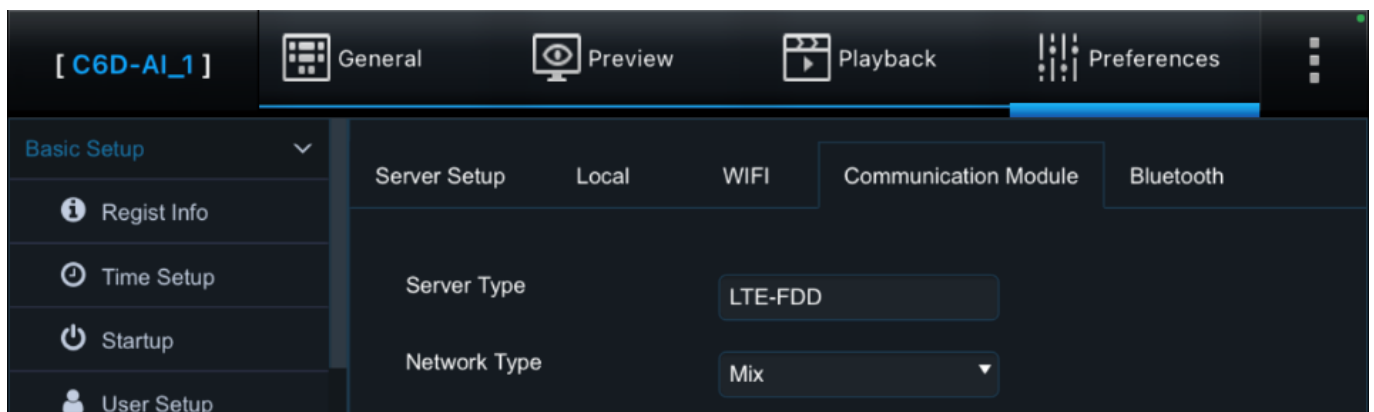 [ C6D-AI_1 ] General Preview Playback Preferences
Basic Setup
Regist Info
Time Setup
Startup
User Setup
Server Setup Local WIFI Communication Module Bluetooth
Server Type LTE-FDD
Network Type Mix